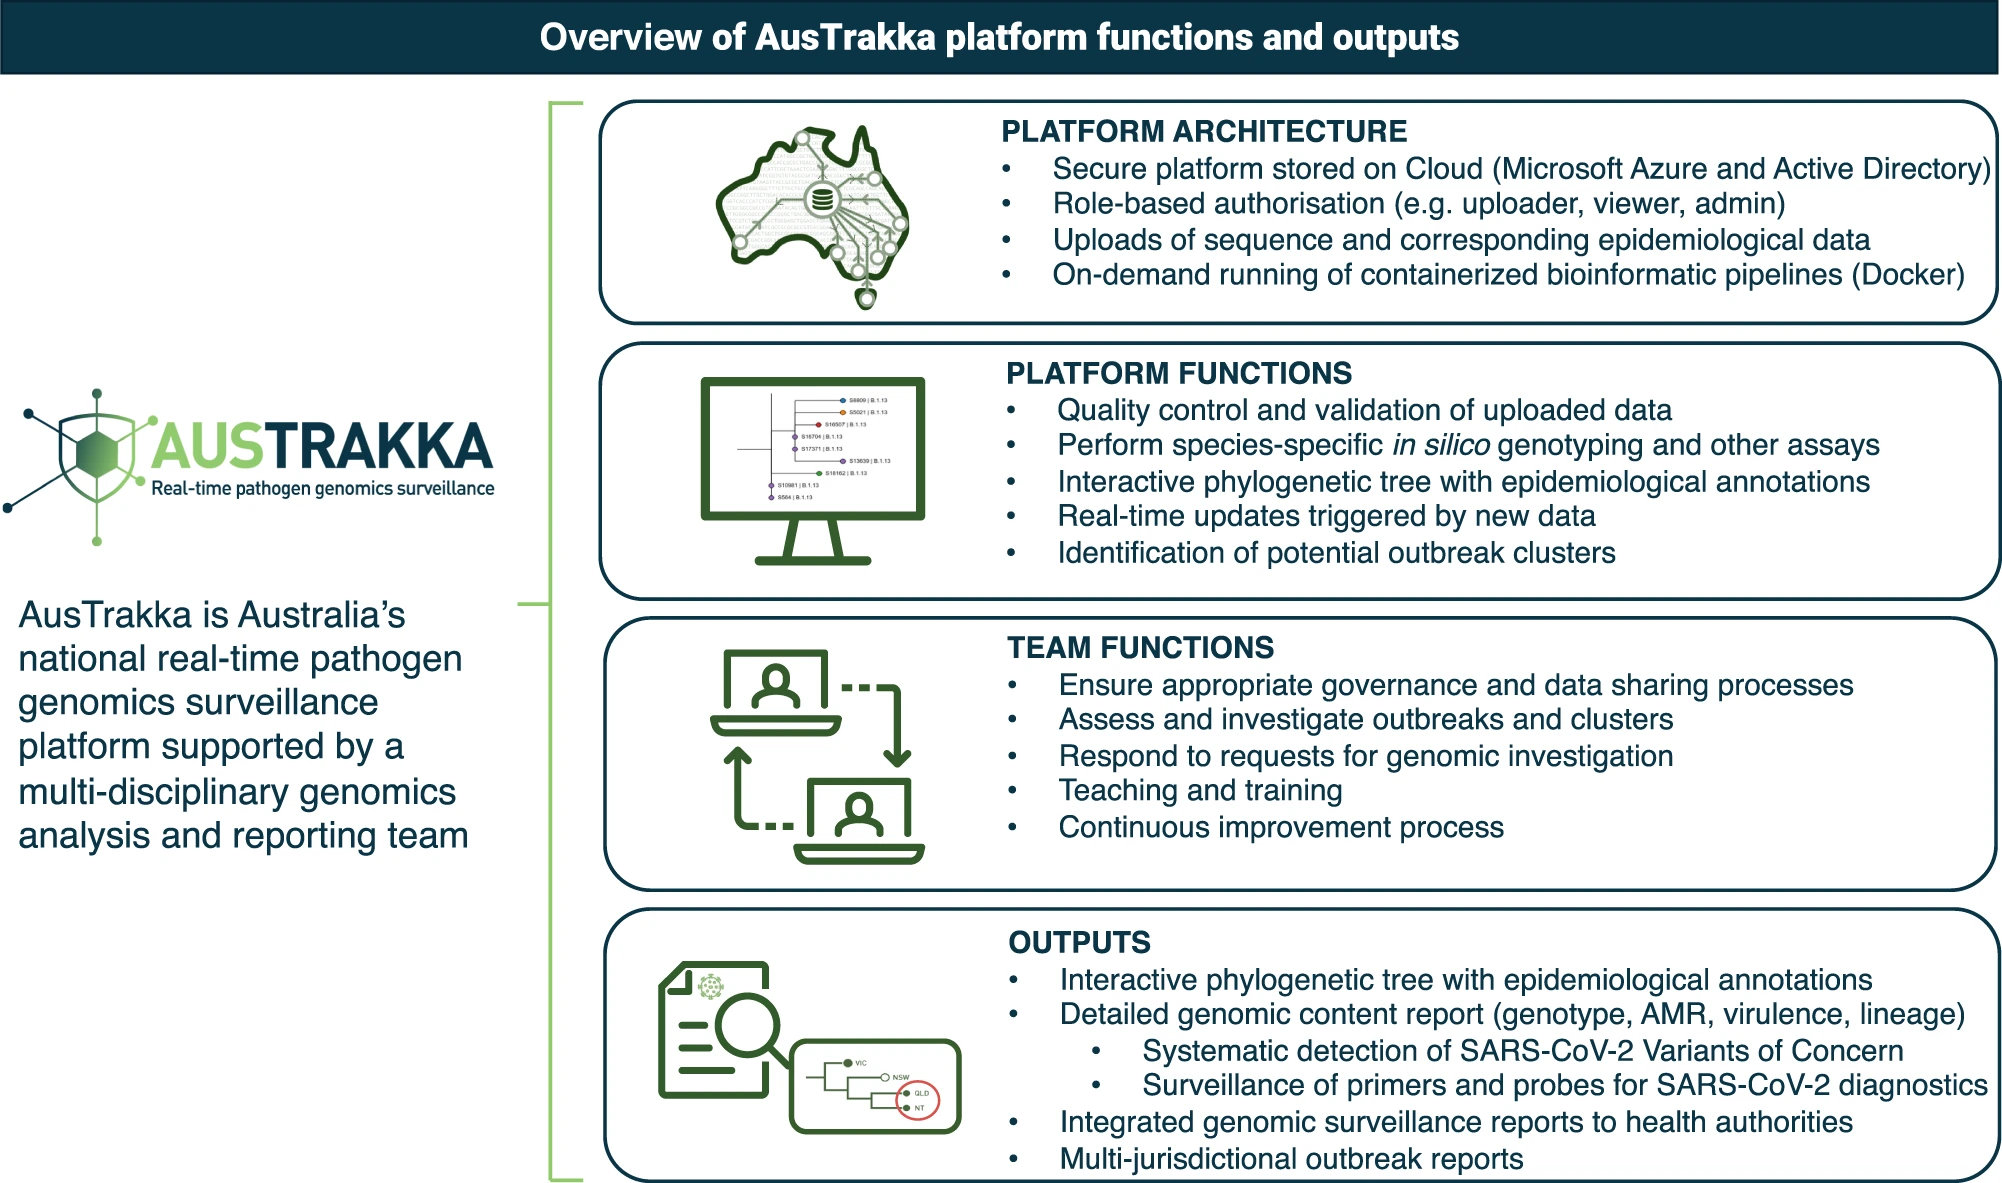 Overview of AusTrakka platform functions and outputs
AUSTRAKKA
Real-time pathogen genomics surveillance
AusTrakka is Australia’s
national real-time pathogen
genomics surveillance
platform supported by a
multi-disciplinary genomics
analysis and reporting team
PLATFORM ARCHITECTURE
• Secure platform stored on Cloud (Microsoft Azure and Active Directory)
• Role-based authorisation (e.g. uploader, viewer, admin)
• Uploads of sequence and corresponding epidemiological data
• On-demand running of containerized bioinformatic pipelines (Docker)
S8809 | B.1.13
S5021 | B.1.13
S16507 | B.1.13
S16704 | B.1.13
S17371 | B.1.13
S13639 | B.1.13
S18162 | B.1.13
S10981 | B.1.13
S564 | B.1.13
PLATFORM FUNCTIONS
• Quality control and validation of uploaded data
• Perform species-specific in silico genotyping and other assays
• Interactive phylogenetic tree with epidemiological annotations
• Real-time updates triggered by new data
• Identification of potential outbreak clusters
TEAM FUNCTIONS
• Ensure appropriate governance and data sharing processes
• Assess and investigate outbreaks and clusters
• Respond to requests for genomic investigation
• Teaching and training
• Continuous improvement process
VIC
NSW
QLD
NT
OUTPUTS
• Interactive phylogenetic tree with epidemiological annotations
• Detailed genomic content report (genotype, AMR, virulence, lineage)
• Systematic detection of SARS-CoV-2 Variants of Concern
• Surveillance of primers and probes for SARS-CoV-2 diagnostics
• Integrated genomic surveillance reports to health authorities
• Multi-jurisdictional outbreak reports